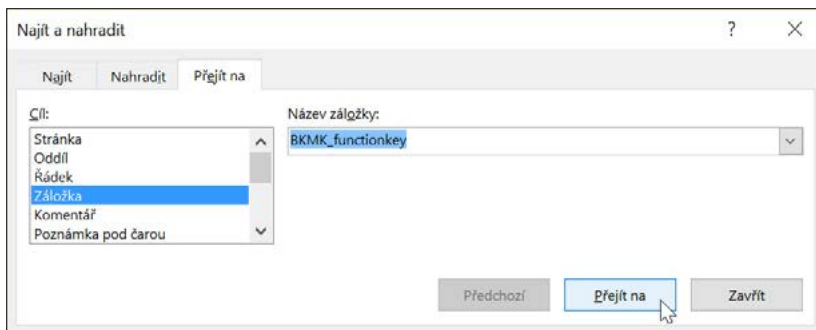 Najít a nahradit
?
Najít
Nahradit
Přejít na
Cíl:
Název záložky:
Stránka
Oddíl
Řádek
Záložka
Komentář
Poznámka pod čarou
BKMK_functionkey
Předchozí
Přejít na
Zavřít